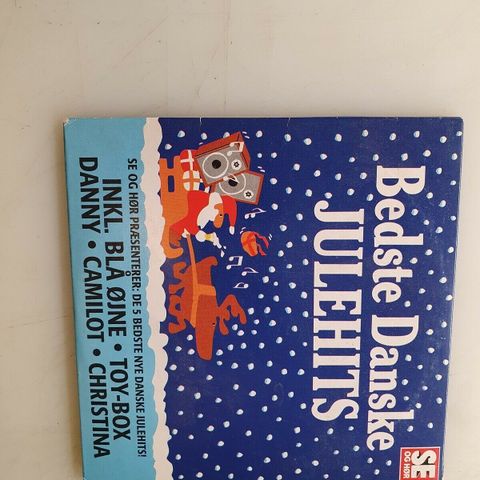 SE
OG HØR
Bedste Danske
JULEHITS
SE OG HØR PRÆSENTERER: DE 5 BEDSTE NYE DANSKE JULEHITS!
INKL. BLÅ ØJNE • TOY-BOX
DANNY • CAMILOT • CHRISTINA